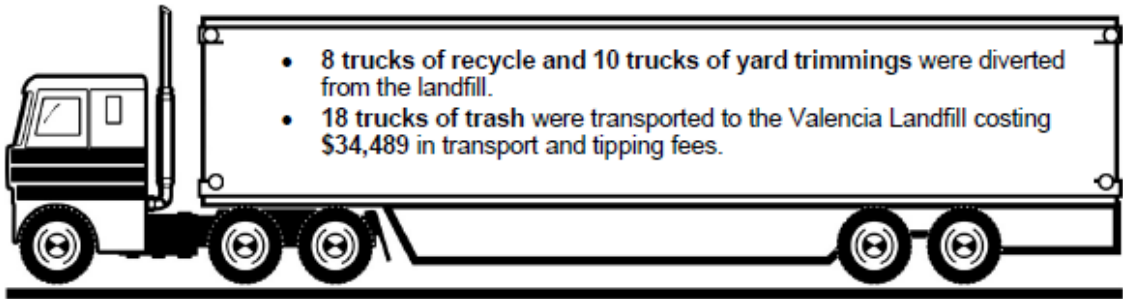 • 8 trucks of recycle and 10 trucks of yard trimmings were diverted
from the landfill.
• 18 trucks of trash were transported to the Valencia Landfill costing
$34,489 in transport and tipping fees.